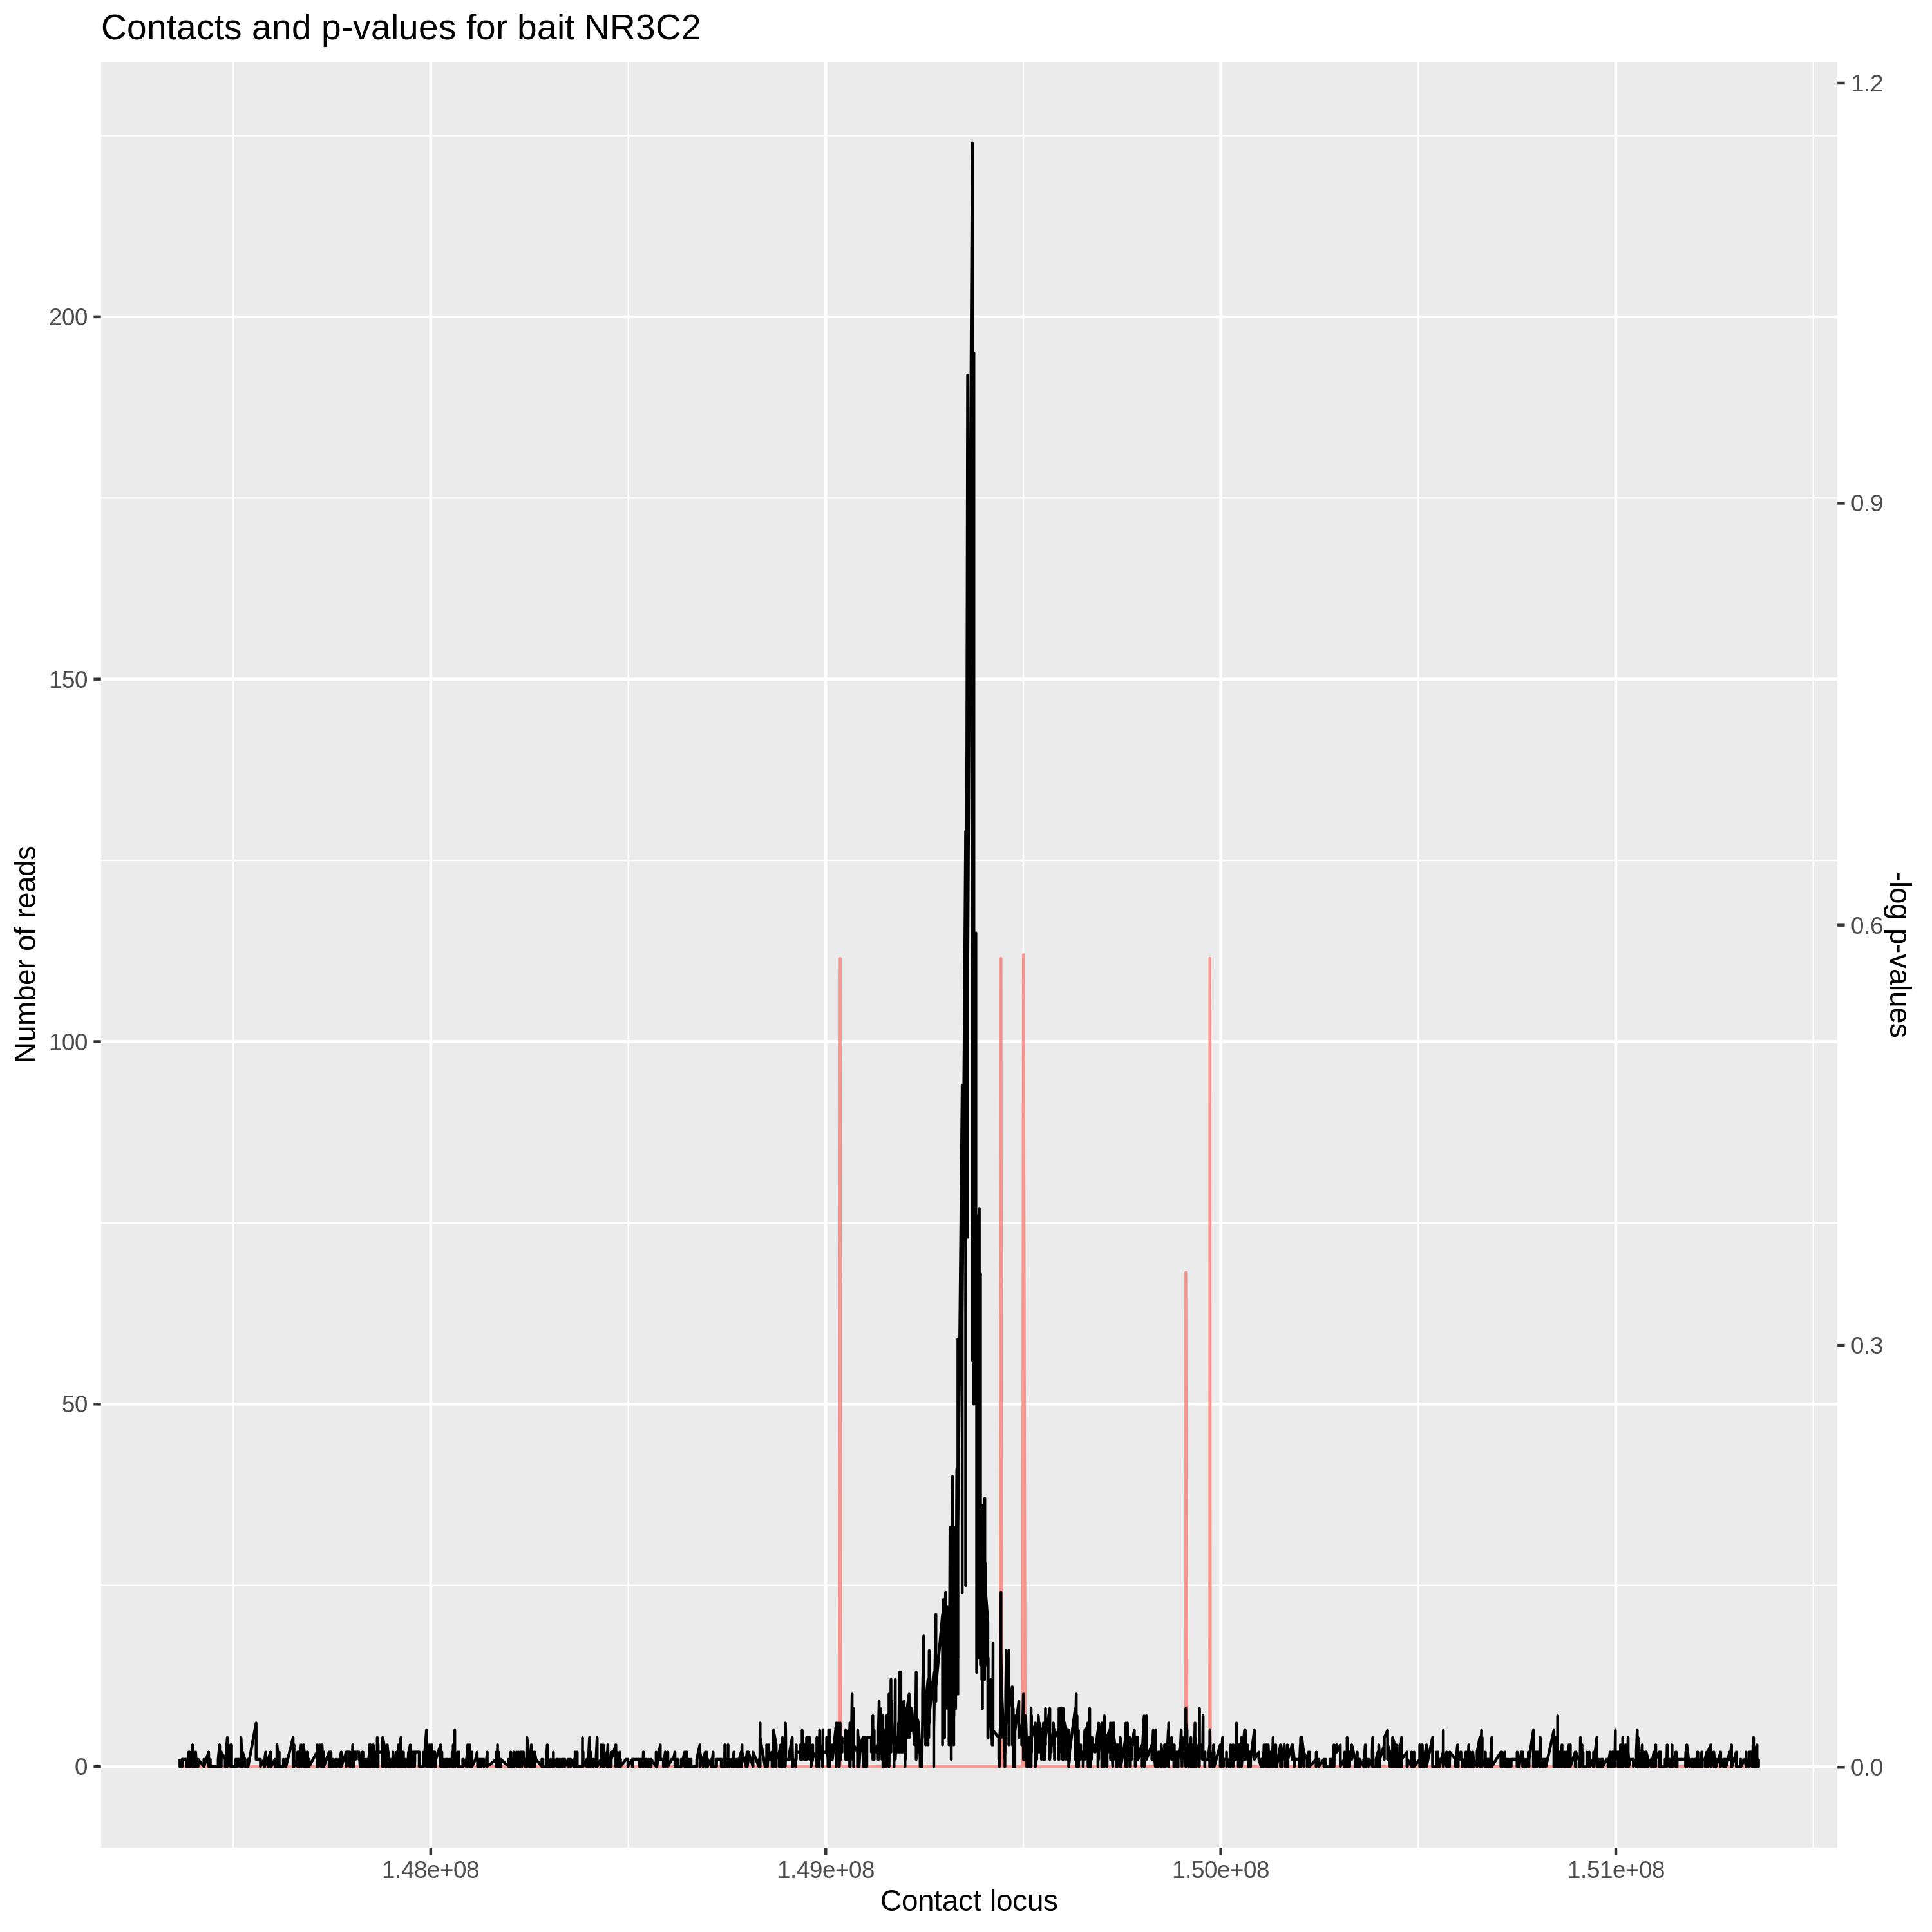 Contacts and p-values for bait NR3C2
Number of reads
200
150
100
50
0
1.2
0.9
0.6
0.3
0.0
-log p-values
1.48e+08
1.49e+08
1.50e+08
1.51e+08
Contact locus